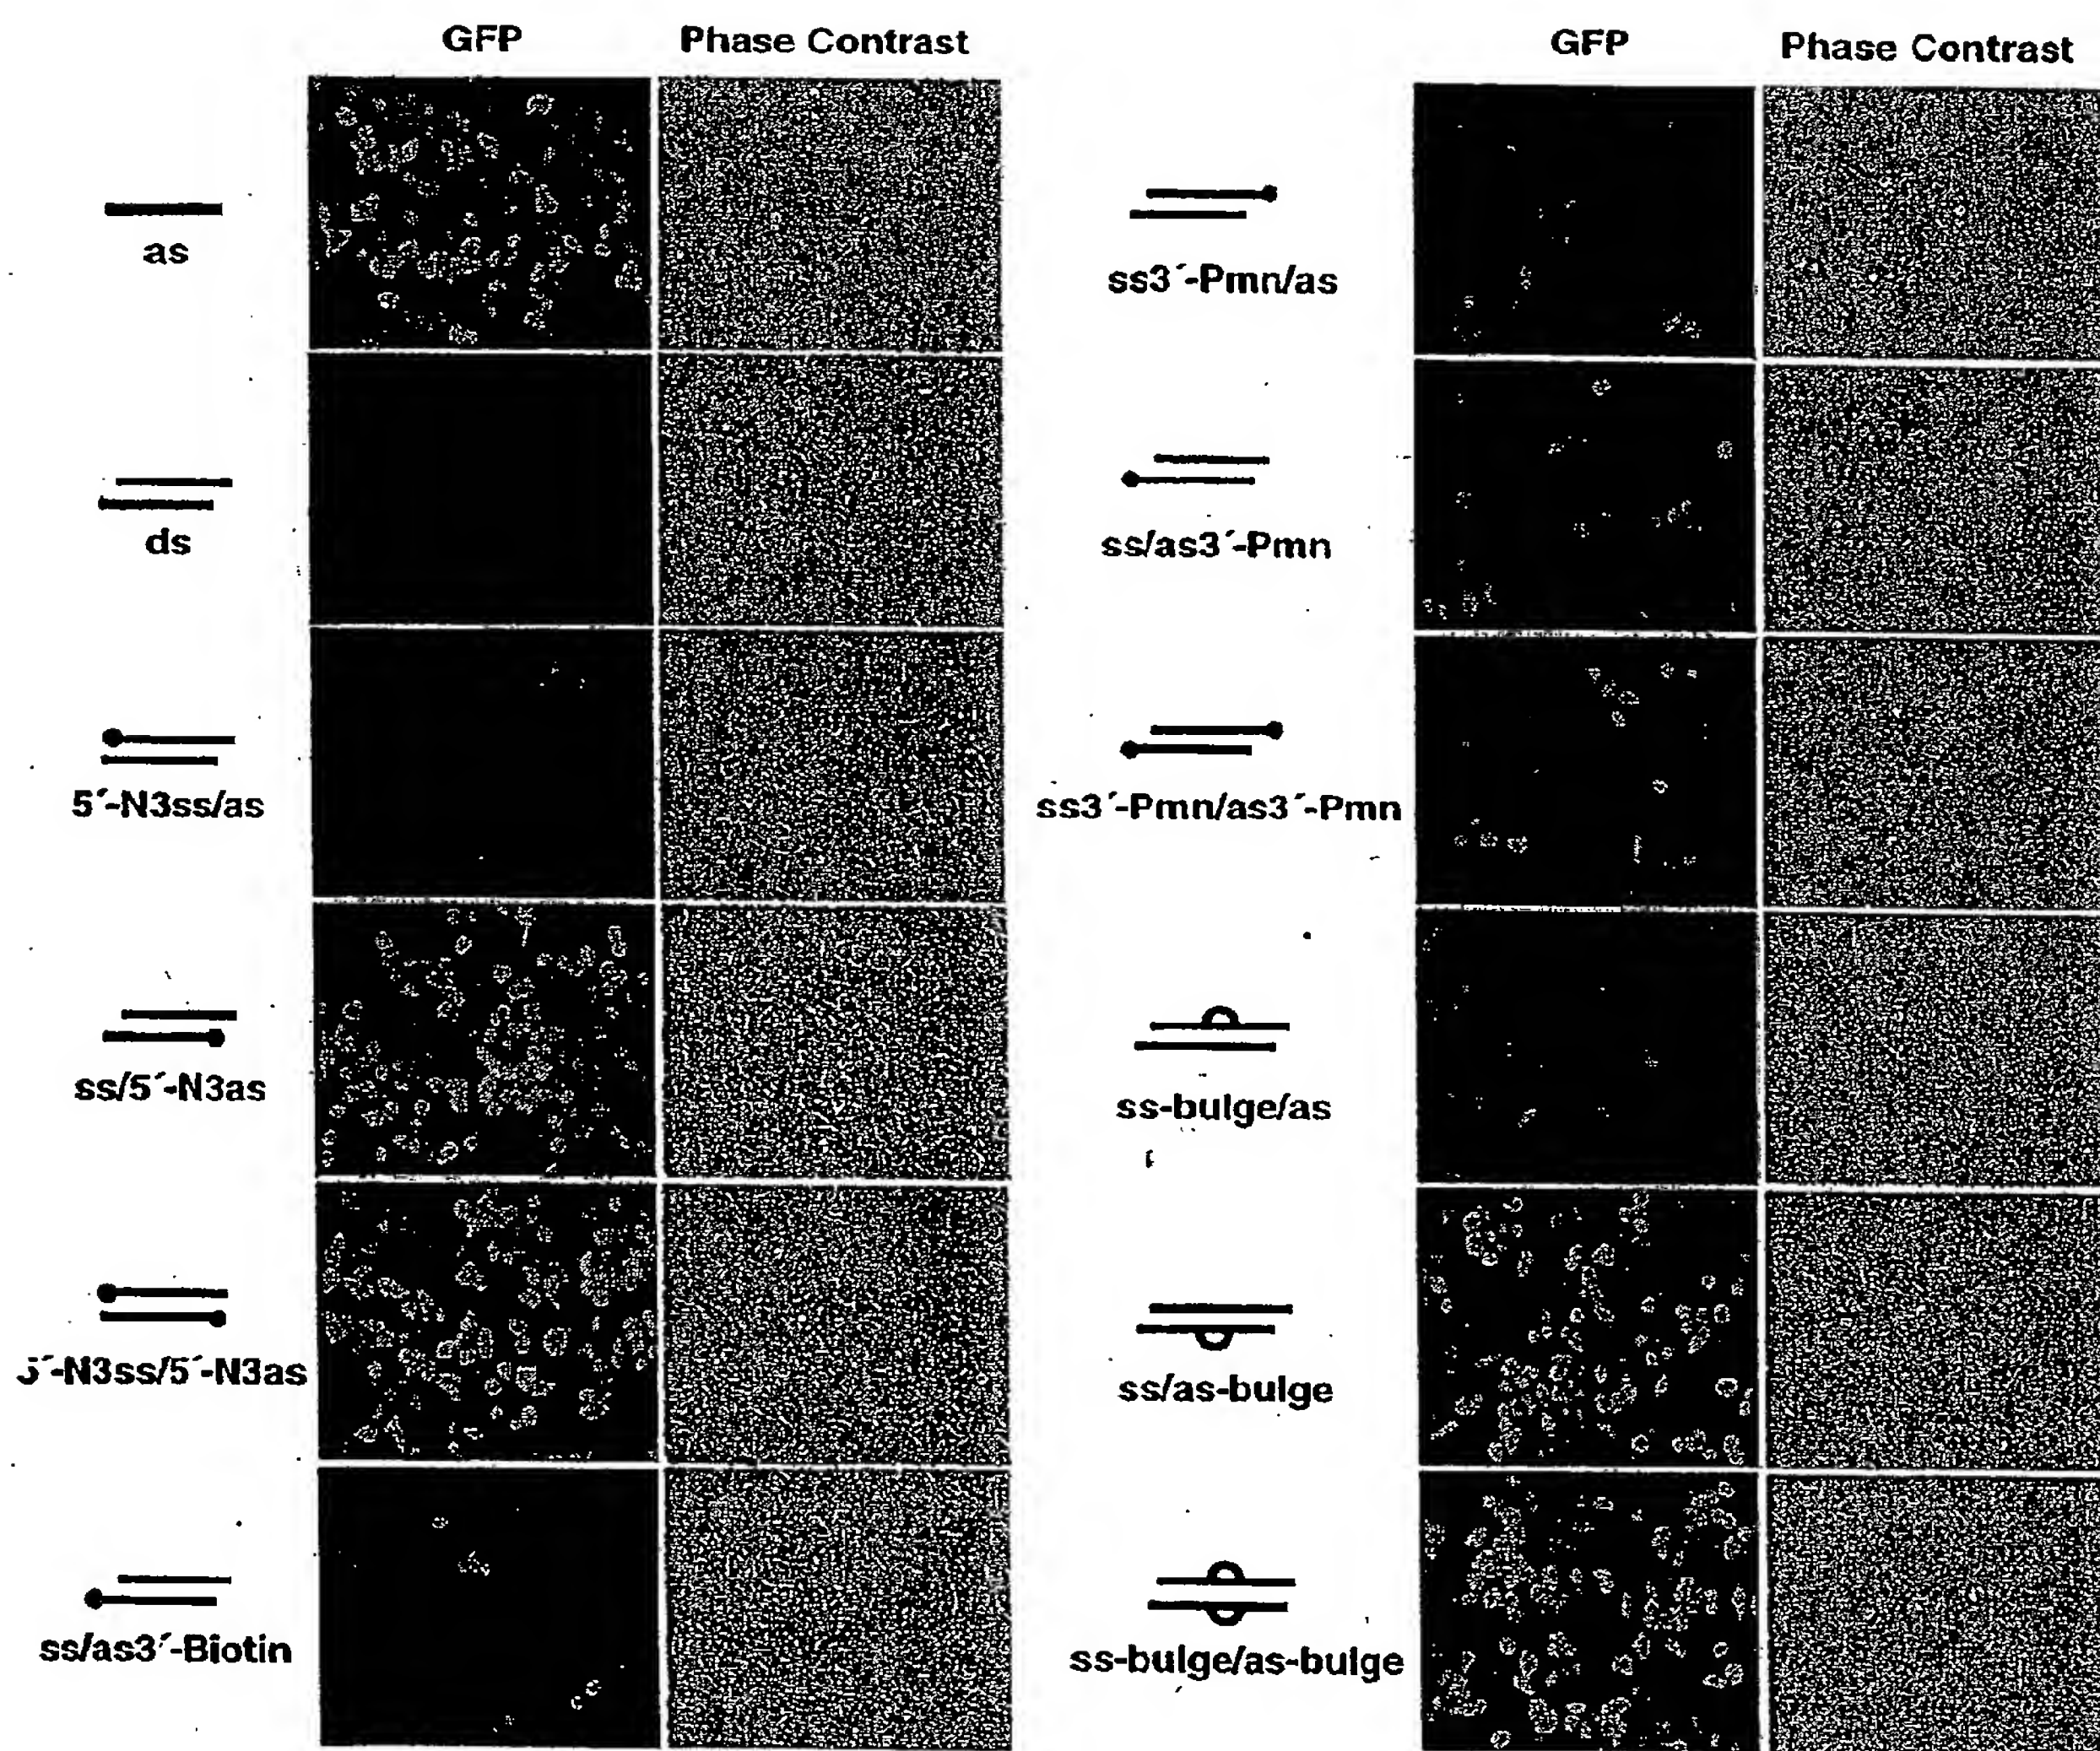 GFP Phase Contrast
as
ds
5´-N3ss/as
ss/5´-N3as
5´-N3ss/5´-N3as
ss/as3´-Biotin
GFP Phase Contrast
ss3´-Pmn/as
ss/as3´-Pmn
ss3´-Pmn/as3´-Pmn
ss-bulge/as
ss/as-bulge
ss-bulge/as-bulge